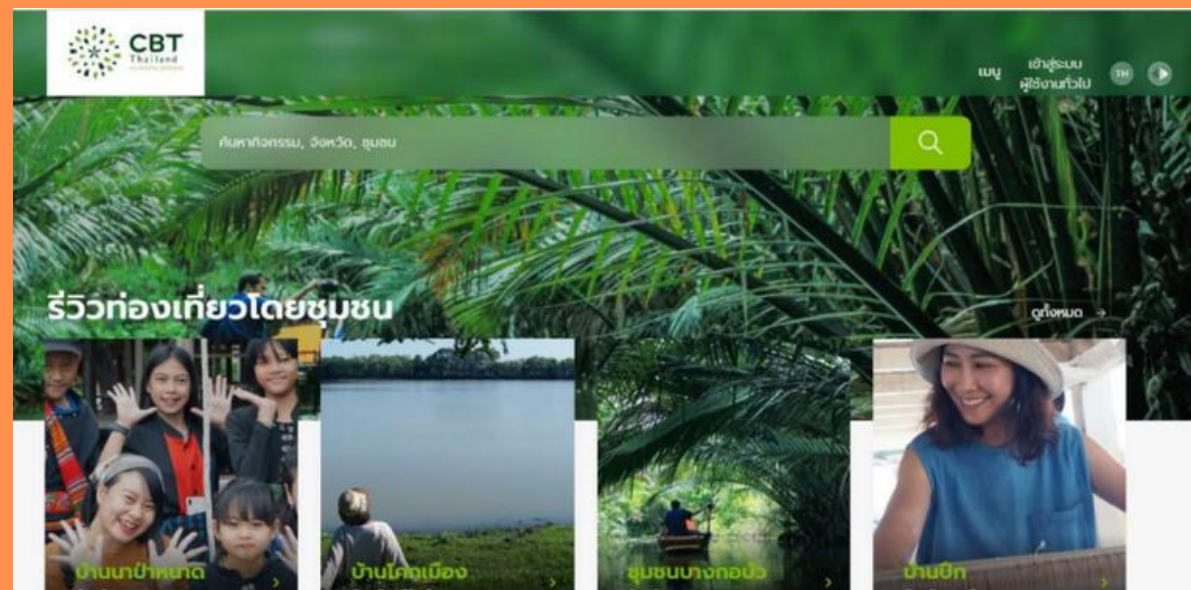 CBT
Thailand
เมนู
เข้าสู่ระบบ
ผู้ใช้งานทั่วไป
TH
ค้นหากิจกรรม, จังหวัด, ชุมชน
รีวิวท่องเที่ยวโดยชุมชน
ดูทั้งหมด →
บ้านนาป่าหนาด
บ้านโคกเมือง
ชุมชนบางกอบัว
บ้านปึก